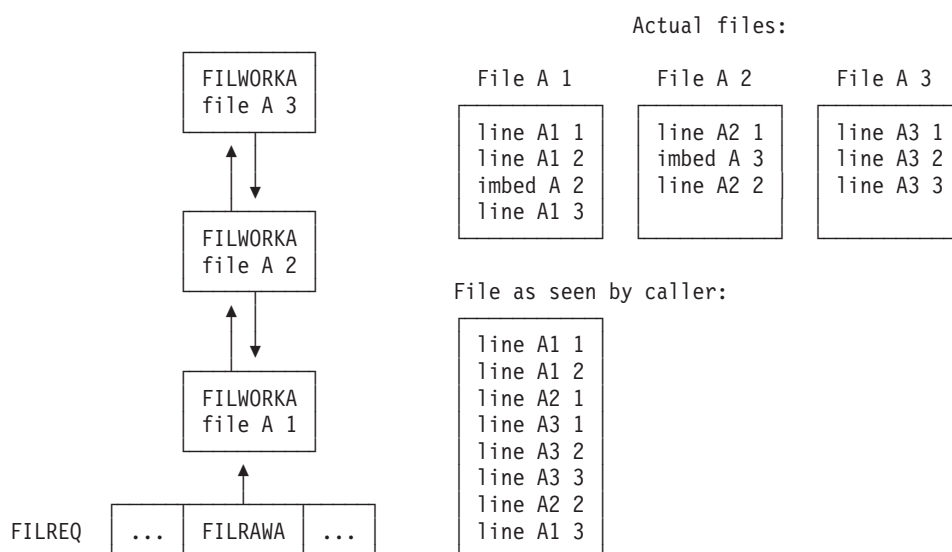 Actual files:
FILWORKA
file A 3
FILWORKA
file A 2
FILWORKA
file A 1
FILREQ ... FILRAWA ...
File A 1
line A1 1
line A1 2
imbed A 2
line A1 3
File A 2
line A2 1
imbed A 3
line A2 2
File A 3
line A3 1
line A3 2
line A3 3
File as seen by caller:
line A1 1
line A1 2
line A2 1
line A3 1
line A3 2
line A3 3
line A2 2
line A1 3